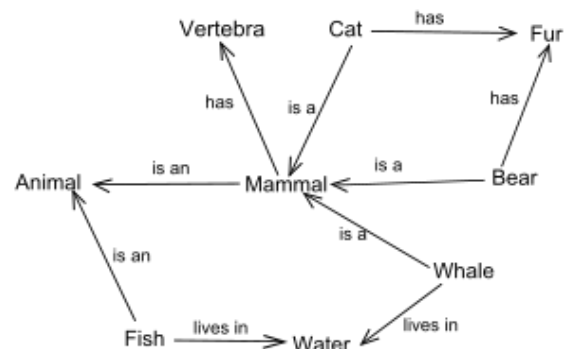 Vertebra
Cat
has
Fur
has
is a
has
is an
is a
Animal
Mammal
Bear
is a
is an
Whale
lives in
lives in
Fish
Water